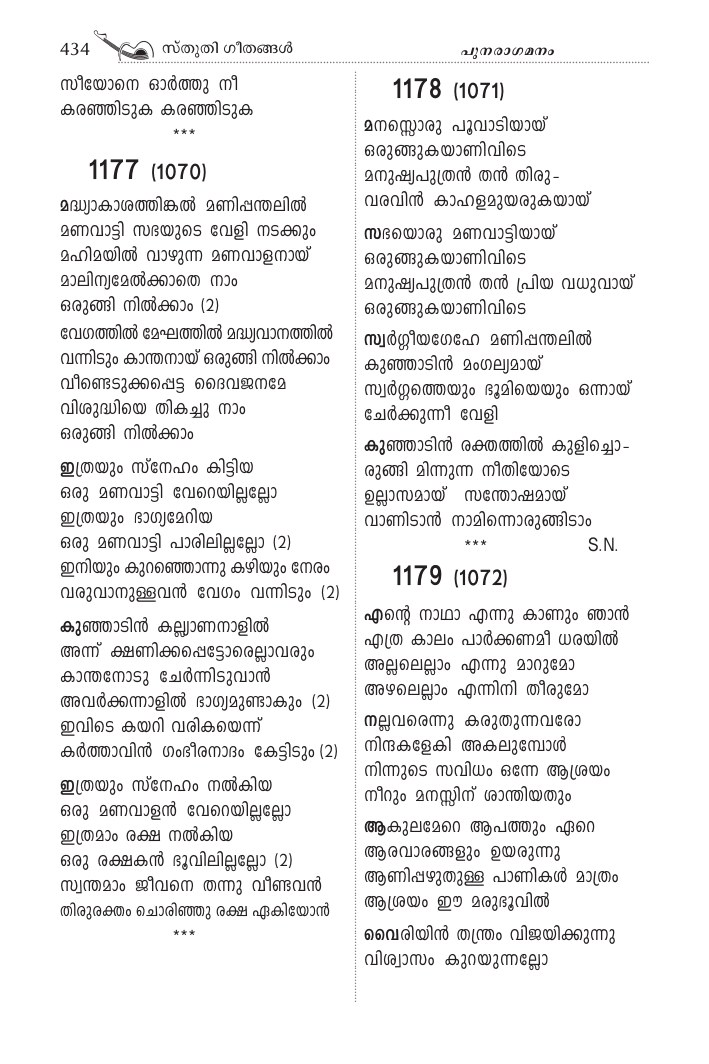 434 സ്തുതി ഗീതങ്ങൾ പുനരാഗമനം
സീയോനെ ഓർത്തു നീ
കരഞ്ഞിടുക കരഞ്ഞിടുക
***
1177 (1070)
മദ്ധ്യാകാശത്തിങ്കൽ മണിപ്പന്തലിൽ
മണവാട്ടി സഭയുടെ വേളി നടക്കും
മഹിമയിൽ വാഴുന്ന മണവാളനായ്
മാലിന്യമേൽക്കാതെ നാം
ഒരുങ്ങി നിൽക്കാം (2)
വേഗത്തിൽ മേഘത്തിൽ മദ്ധ്യവാനത്തിൽ
വന്നിടും കാന്തനായ് ഒരുങ്ങി നിൽക്കാം
വീണ്ടെടുക്കപ്പെട്ട ദൈവജനമേ
വിശുദ്ധിയെ തികച്ചു നാം
ഒരുങ്ങി നിൽക്കാം
ഇത്രയും സ്നേഹം കിട്ടിയ
ഒരു മണവാട്ടി വേറെയില്ലല്ലോ
ഇത്രയും ഭാഗ്യമേറിയ
ഒരു മണവാട്ടി പാരിലില്ലല്ലോ (2)
ഇനിയും കുറഞ്ഞൊന്നു കഴിയും നേരം
വരുവാനുള്ളവൻ വേഗം വന്നിടും (2)
കുഞ്ഞാടിൻ കല്ല്യാണനാളിൽ
അന്ന് ക്ഷണിക്കപ്പെട്ടോരെല്ലാവരും
കാന്തനോടു ചേർന്നിടുവാൻ
അവർക്കന്നാളിൽ ഭാഗ്യമുണ്ടാകും (2)
ഇവിടെ കയറി വരികയെന്ന്
കർത്താവിൻ ഗംഭീരനാദം കേട്ടിടും (2)
ഇത്രയും സ്നേഹം നൽകിയ
ഒരു മണവാളൻ വേറെയില്ലല്ലോ
ഇത്രമാം രക്ഷ നൽകിയ
ഒരു രക്ഷകൻ ഭൂവിലില്ലല്ലോ (2)
സ്വന്തമാം ജീവനെ തന്നു വീണ്ടവൻ
തിരുരക്തം ചൊരിഞ്ഞു രക്ഷ ഏകിയോൻ
***
1178 (1071)
മനസ്സൊരു പൂവാടിയായ്
ഒരുങ്ങുകയാണിവിടെ
മനുഷ്യപുത്രൻ തൻ തിരു-
വരവിൻ കാഹളമുയരുകയായ്
സഭയൊരു മണവാട്ടിയായ്
ഒരുങ്ങുകയാണിവിടെ
മനുഷ്യപുത്രൻ തൻ പ്രിയ വധുവായ്
ഒരുങ്ങുകയാണിവിടെ
സ്വർഗ്ഗീയഗേഹേ മണിപ്പന്തലിൽ
കുഞ്ഞാടിൻ മംഗല്യമായ്
സ്വർഗ്ഗത്തെയും ഭൂമിയെയും ഒന്നായ്
ചേർക്കുന്നീ വേളി
കുഞ്ഞാടിൻ രക്തത്തിൽ കുളിച്ചൊ-
രുങ്ങി മിന്നുന്ന നീതിയോടെ
ഉല്ലാസമായ് സന്തോഷമായ്
വാണിടാൻ നാമിന്നൊരുങ്ങിടാം
*** S.N.
1179 (1072)
എന്റെ നാഥാ എന്നു കാണും ഞാൻ
എത്ര കാലം പാർക്കണമീ ധരയിൽ
അല്ലലെല്ലാം എന്നു മാറുമോ
അഴലെല്ലാം എന്നിനി തീരുമോ
നല്ലവരെന്നു കരുതുന്നവരോ
നിന്ദകളേകി അകലുമ്പോൾ
നിന്നുടെ സവിധം ഒന്നേ ആശ്രയം
നീറും മനസ്സിന് ശാന്തിയതും
ആകുലമേറെ ആപത്തും ഏറെ
ആരവാരങ്ങളും ഉയരുന്നു
ആണിപ്പഴുതുള്ള പാണികൾ മാത്രം
ആശ്രയം ഈ മരുഭൂവിൽ
വൈരിയിൻ തന്ത്രം വിജയിക്കുന്നു
വിശ്വാസം കുറയുന്നല്ലോ